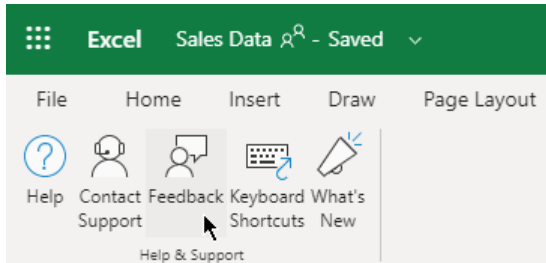 Excel Sales Data - Saved
File Home Insert Draw Page Layout
Help Contact Support Feedback Keyboard Shortcuts What's New
Help & Support